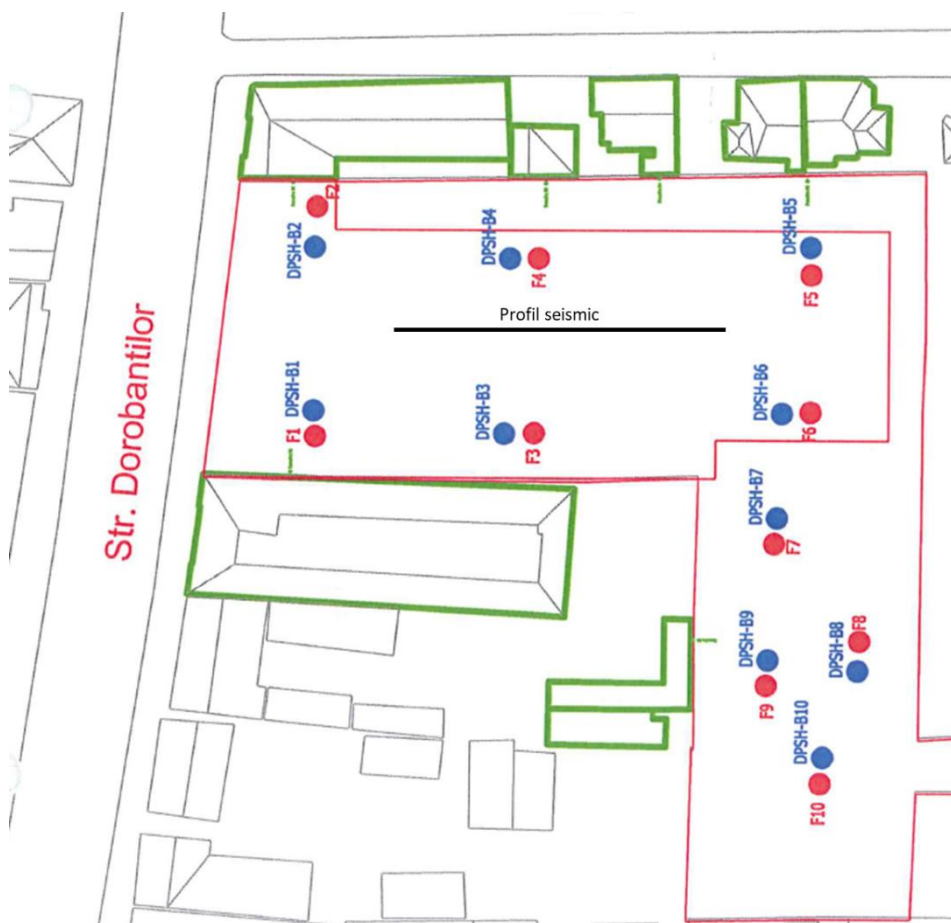 F2
DPSH-B2
DPSH-B4
F4
DPSH-B5
F5
Profil seismic
Str. Dorobantilor
DPSH-B1
F1
DPSH-B3
F3
DPSH-B6
F6
DPSH-B7
F7
DPSH-B9
F9
DPSH-B8
F8
DPSH-B10
F10